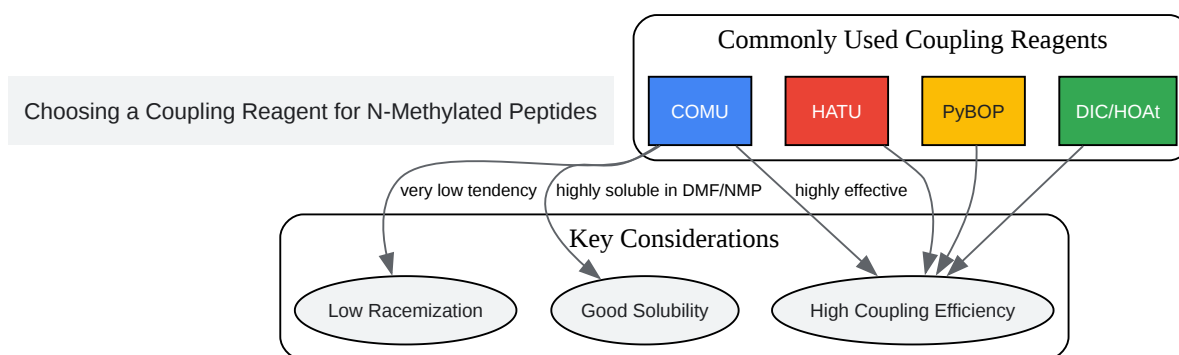 Commonly Used Coupling Reagents
Choosing a Coupling Reagent for N-Methylated Peptides
COMU
HATU
PyBOP
DIC/HOAt
very low tendency
highly soluble in DMF/NMP
highly effective
Key Considerations
Low Racemization
Good Solubility
High Coupling Efficiency